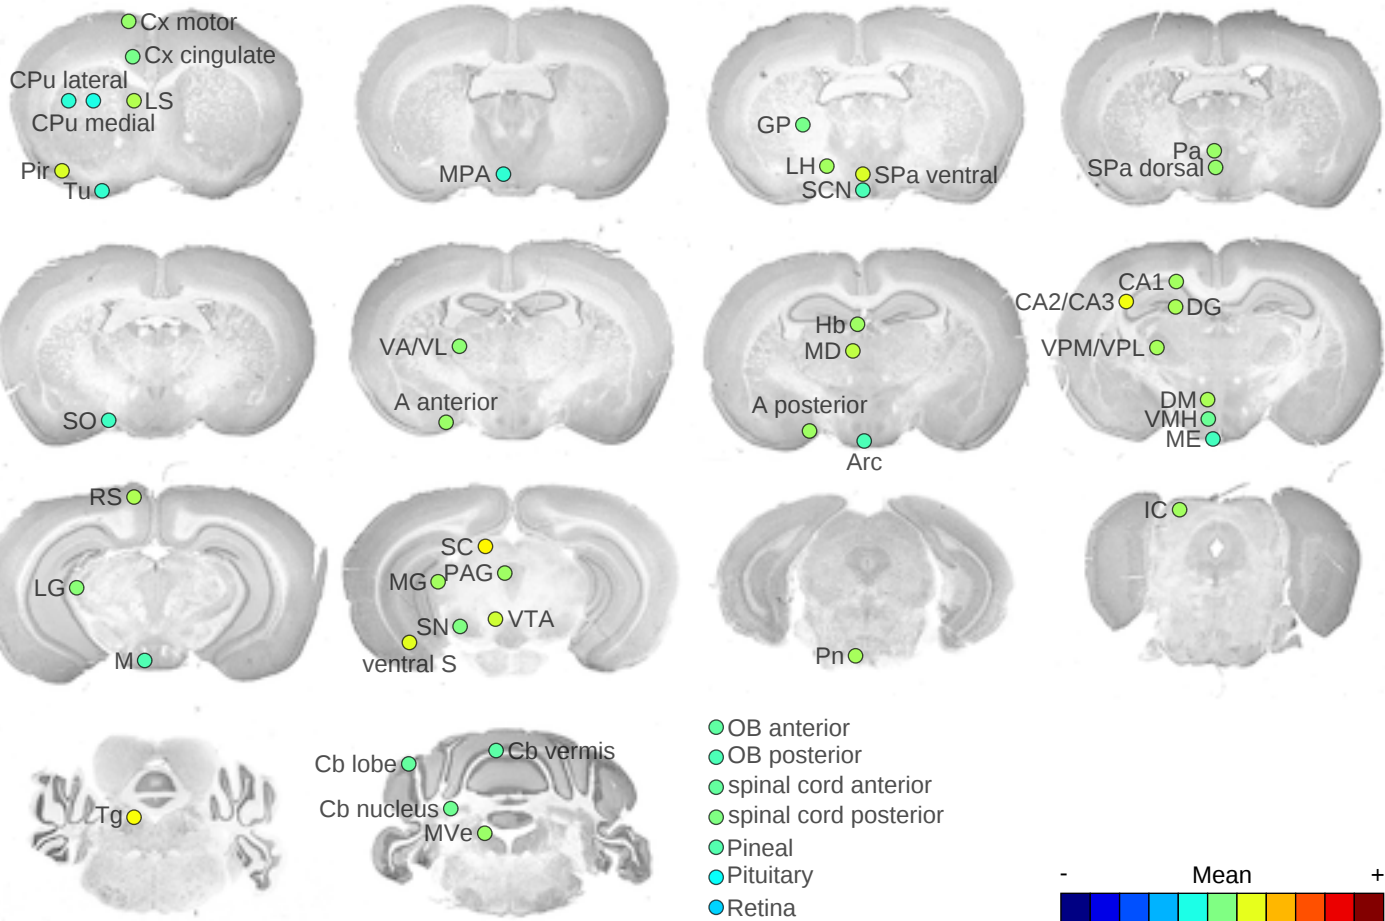 Cx motor
Cx cingulate
CPu lateral
LS
CPu medial
Pir
Tu
MPA
GP
LH
SPa ventral
SCN
Pa
SPa dorsal
SO
VA/VL
A anterior
Hb
MD
A posterior
Arc
CA1
CA2/CA3
DG
VPM/VPL
DM
VMH
ME
RS
LG
M
SC
MG
PAG
SN
VTA
ventral S
Pn
IC
Tg
Cb lobe
Cb vermis
Cb nucleus
MVe
OB anterior
OB posterior
spinal cord anterior
spinal cord posterior
Pineal
Pituitary
Retina
- Mean +